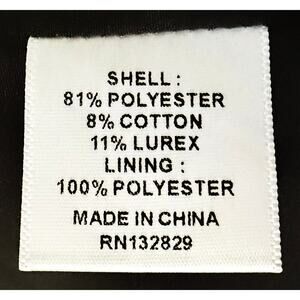 SHELL :
81% POLYESTER
8% COTTON
11% LUREX
LINING :
100% POLYESTER
MADE IN CHINA
RN132829